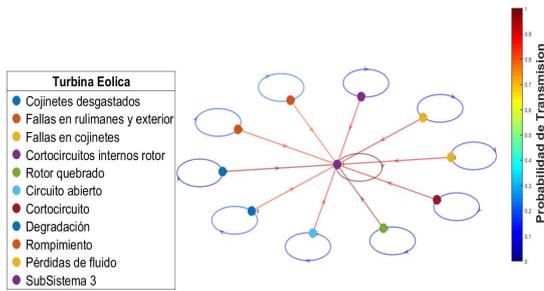 Turbina Eolica
Cojinetes desgastados
Fallas en rulimanes y exterior
Fallas en cojinetes
Cortocircuitos internos rotor
Rotor quebrado
Circuito abierto
Cortocircuito
Degradación
Rompimiento
Pérdidas de fluido
SubSistema 3
1
0.9
0.8
0.7
0.6
0.5
0.4
0.3
0.2
0.1
0
Probabilidad de Transmision